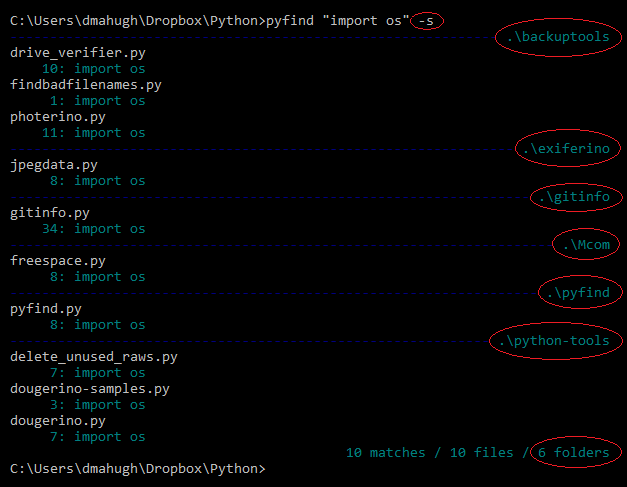 C:\Users\dmahugh\Dropbox\Python>pyfind "import os" -s
.\backuptools
drive_verifier.py
10: import os
findbadfilenames.py
1: import os
photerino.py
11: import os
.\exiferino
jpegdata.py
8: import os
.\gitinfo
gitinfo.py
34: import os
.\Mcom
freespace.py
8: import os
.\pyfind
pyfind.py
8: import os
.\python-tools
delete_unused_raws.py
7: import os
dougerino-samples.py
3: import os
dougerino.py
7: import os
10 matches / 10 files / 6 folders
C:\Users\dmahugh\Dropbox\Python>